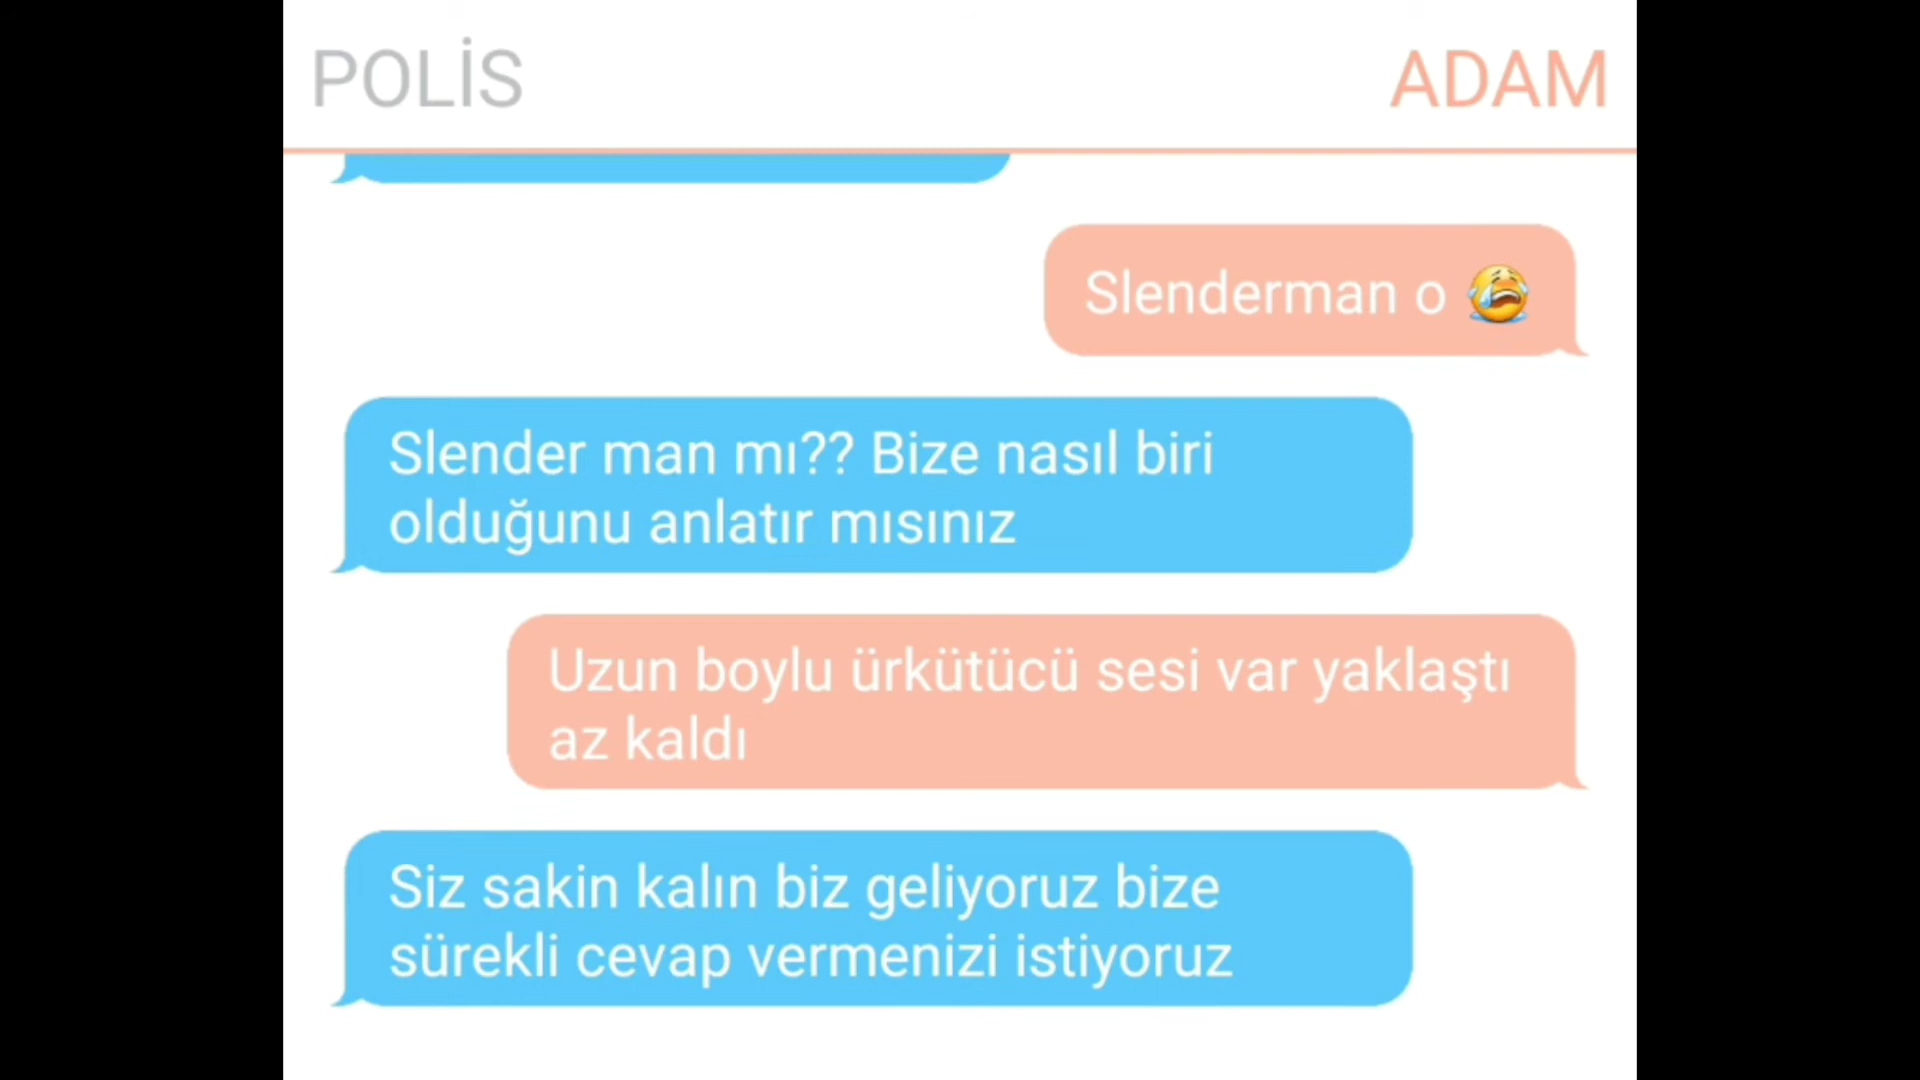 POLİS
ADAM
Slenderman o 😭
Slender man mı?? Bize nasıl biri
olduğunu anlatır mısınız
Uzun boylu ürkütücü sesi var yaklaştı
az kaldı
Siz sakin kalın biz geliyoruz bize
sürekli cevap vermenizi istiyoruz